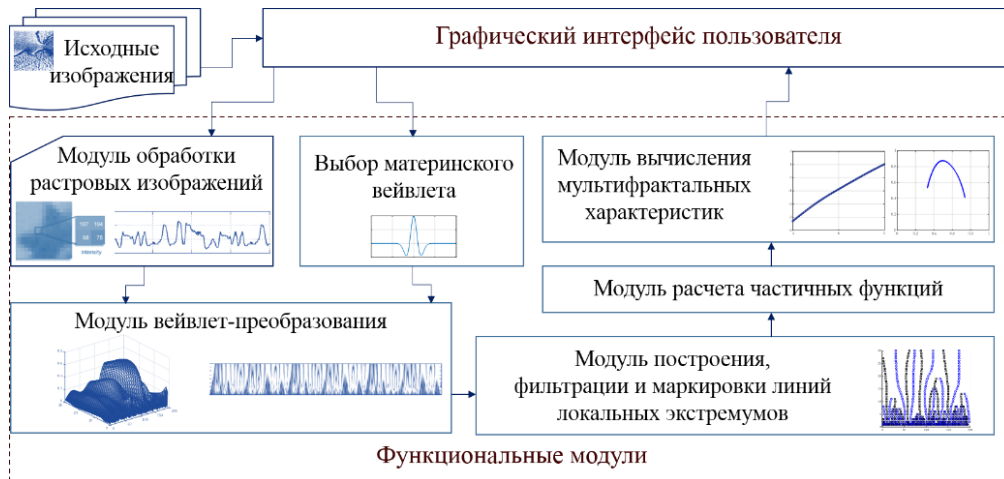 Исходные
изображения
Графический интерфейс пользователя
Модуль обработки
растровых изображений
intensity
Выбор материнского
вейвлета
Модуль вычисления
мультифрактальных
характеристик
Модуль расчета частичных функций
Модуль вейвлет-преобразования
Модуль построения,
фильтрации и маркировки линий
локальных экстремумов
Функциональные модули